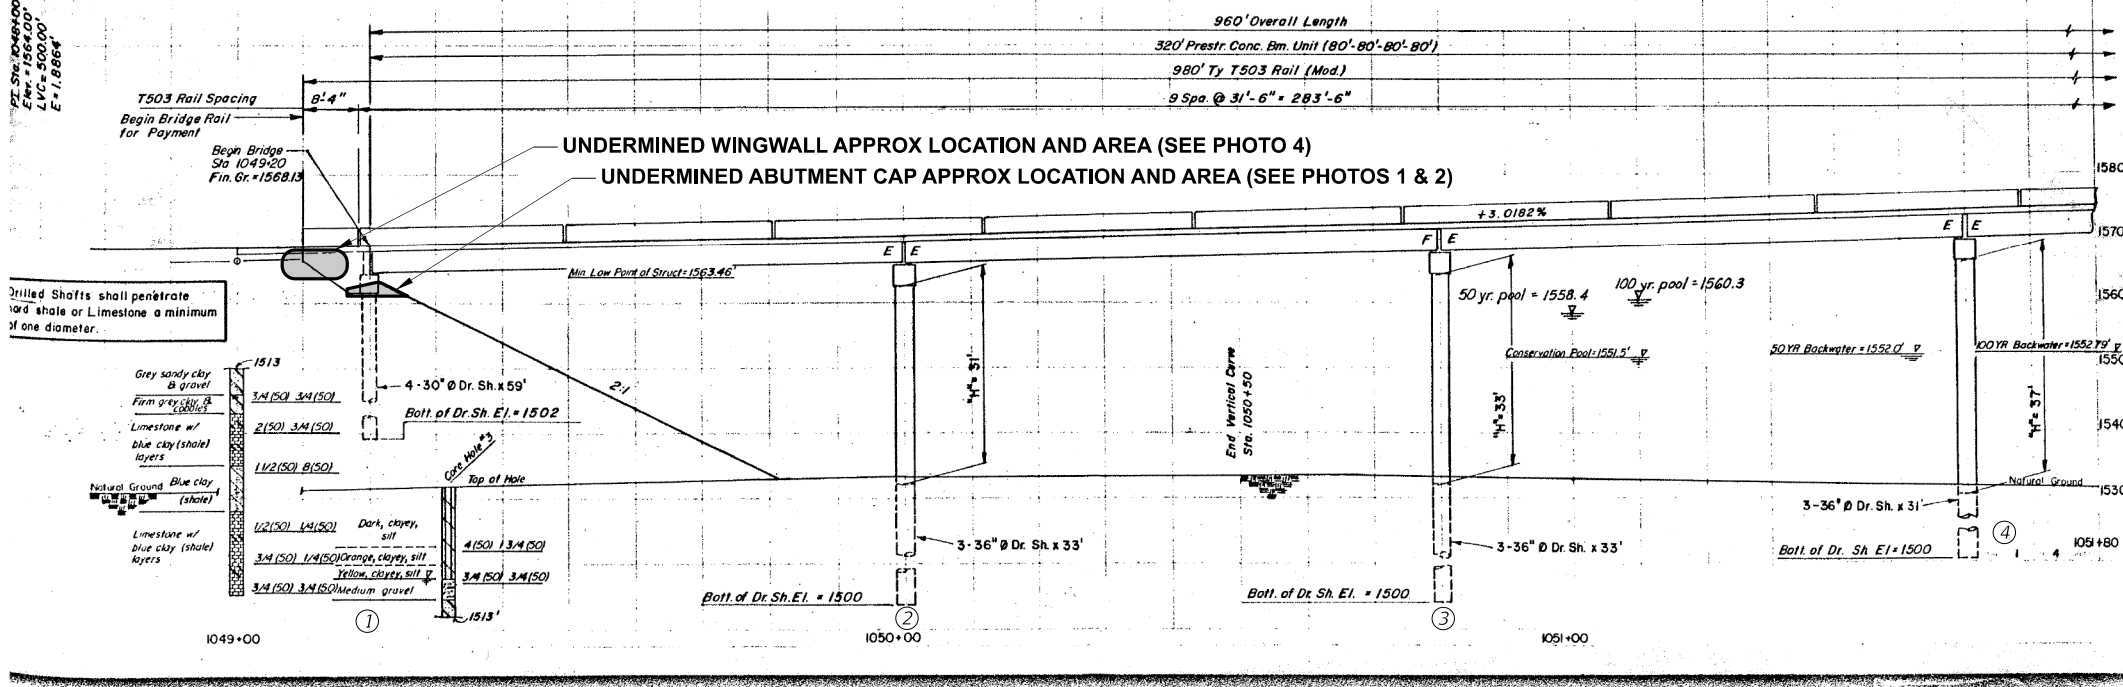 P.I. Sta. 1048+00
Elev. = 1564.00'
LVC = 500.00'
E = 1.8864'
960' Overall Length
320' Prestr. Conc. Bm. Unit (80'-80'-80'-80')
980' Ty T503 Rail (Mod.)
T503 Rail Spacing
8'-4"
9 Spa. @ 31'-6" = 283'-6"
Begin Bridge Rail
for Payment
Begin Bridge
Sta 1049+20
Fin. Gr. = 1568.13
UNDERMINED WINGWALL APPROX LOCATION AND AREA (SEE PHOTO 4)
UNDERMINED ABUTMENT CAP APPROX LOCATION AND AREA (SEE PHOTOS 1 & 2)
1580
+3.0182%
1570
E E
F E
E E
Min. Low Point of Struct = 1563.46
Drilled Shafts shall penetrate
hard shale or Limestone a minimum
of one diameter.
50 yr. pool = 1558.4
100 yr. pool = 1560.3
1560
Conservation Pool = 1551.5'
50 YR Backwater = 1552.0'
100 YR Backwater = 1552.79'
1550
"H" = 31'
"H" = 33'
"H" = 37'
End Vertical Curve
Sta. 1050+50
2:1
1513
Grey sandy clay
& gravel
3/4(50) 3/4(50)
Firm grey clay &
cobbles
4-30" Ø Dr. Sh. x 59'
Bott. of Dr. Sh. El. = 1502
2(50) 3/4(50)
Limestone w/
blue clay (shale)
layers
1540
1 1/2(50) 8(50)
Core Hole #3
Top of Hole
Natural Ground
Blue clay
(shale)
Natural Ground
1530
3-36" Ø Dr. Sh. x 31'
1/2(50) 1/4(50)
Dark, clayey,
silt
Limestone w/
blue clay (shale)
layers
4(50) 1 3/4(50)
3-36" Ø Dr. Sh. x 33'
3-36" Ø Dr. Sh. x 33'
4
1051+80
3/4(50) 1/4(50)
Orange, clayey, silt
Bott. of Dr. Sh El = 1500
1 4
Yellow, clayey, silt
3/4(50) 3/4(50)
3/4(50) 3/4(50)
Medium gravel
Bott. of Dr. Sh. El. = 1500
Bott. of Dr. Sh. El. = 1500
1513'
1
2
3
1049+00
1050+00
1051+00